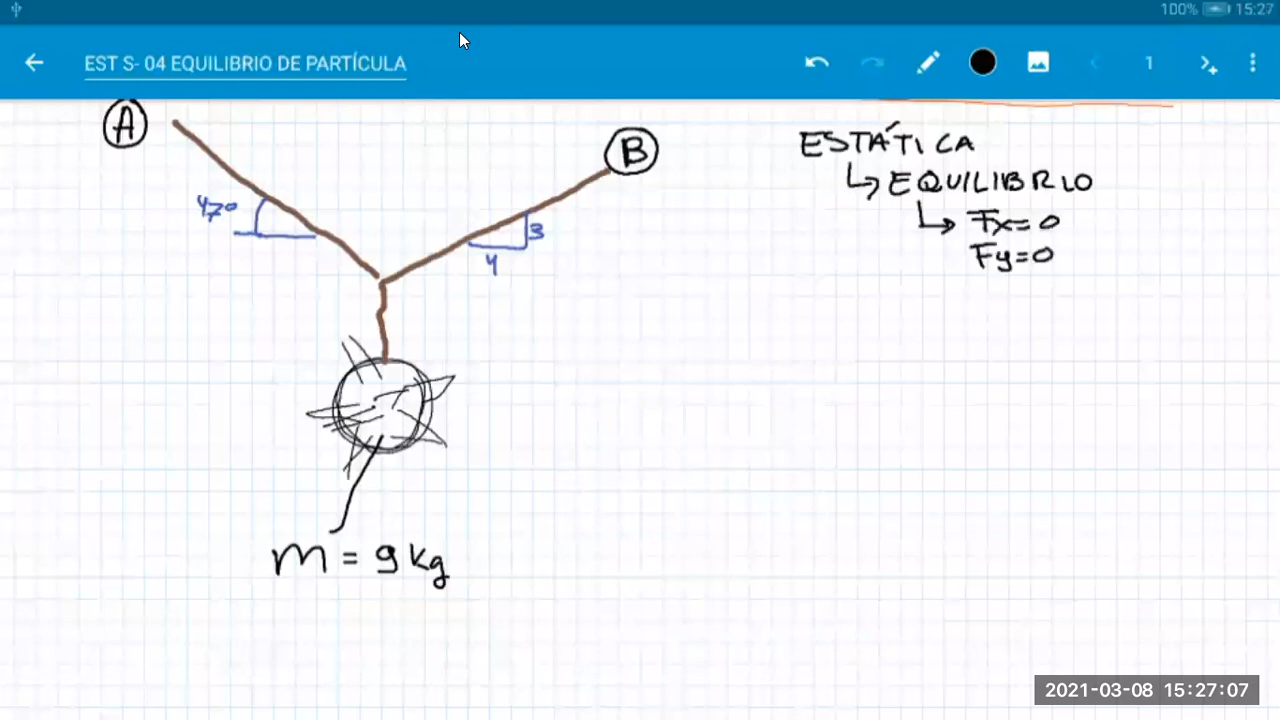 100% 15:27
EST S- 04 EQUILIBRIO DE PARTÍCULA
1
A
B
47°
3
4
ESTÁTICA
↳ EQUILIBRIO
↳ Fx=0
Fy=0
m = 9 kg
2021-03-08 15:27:07